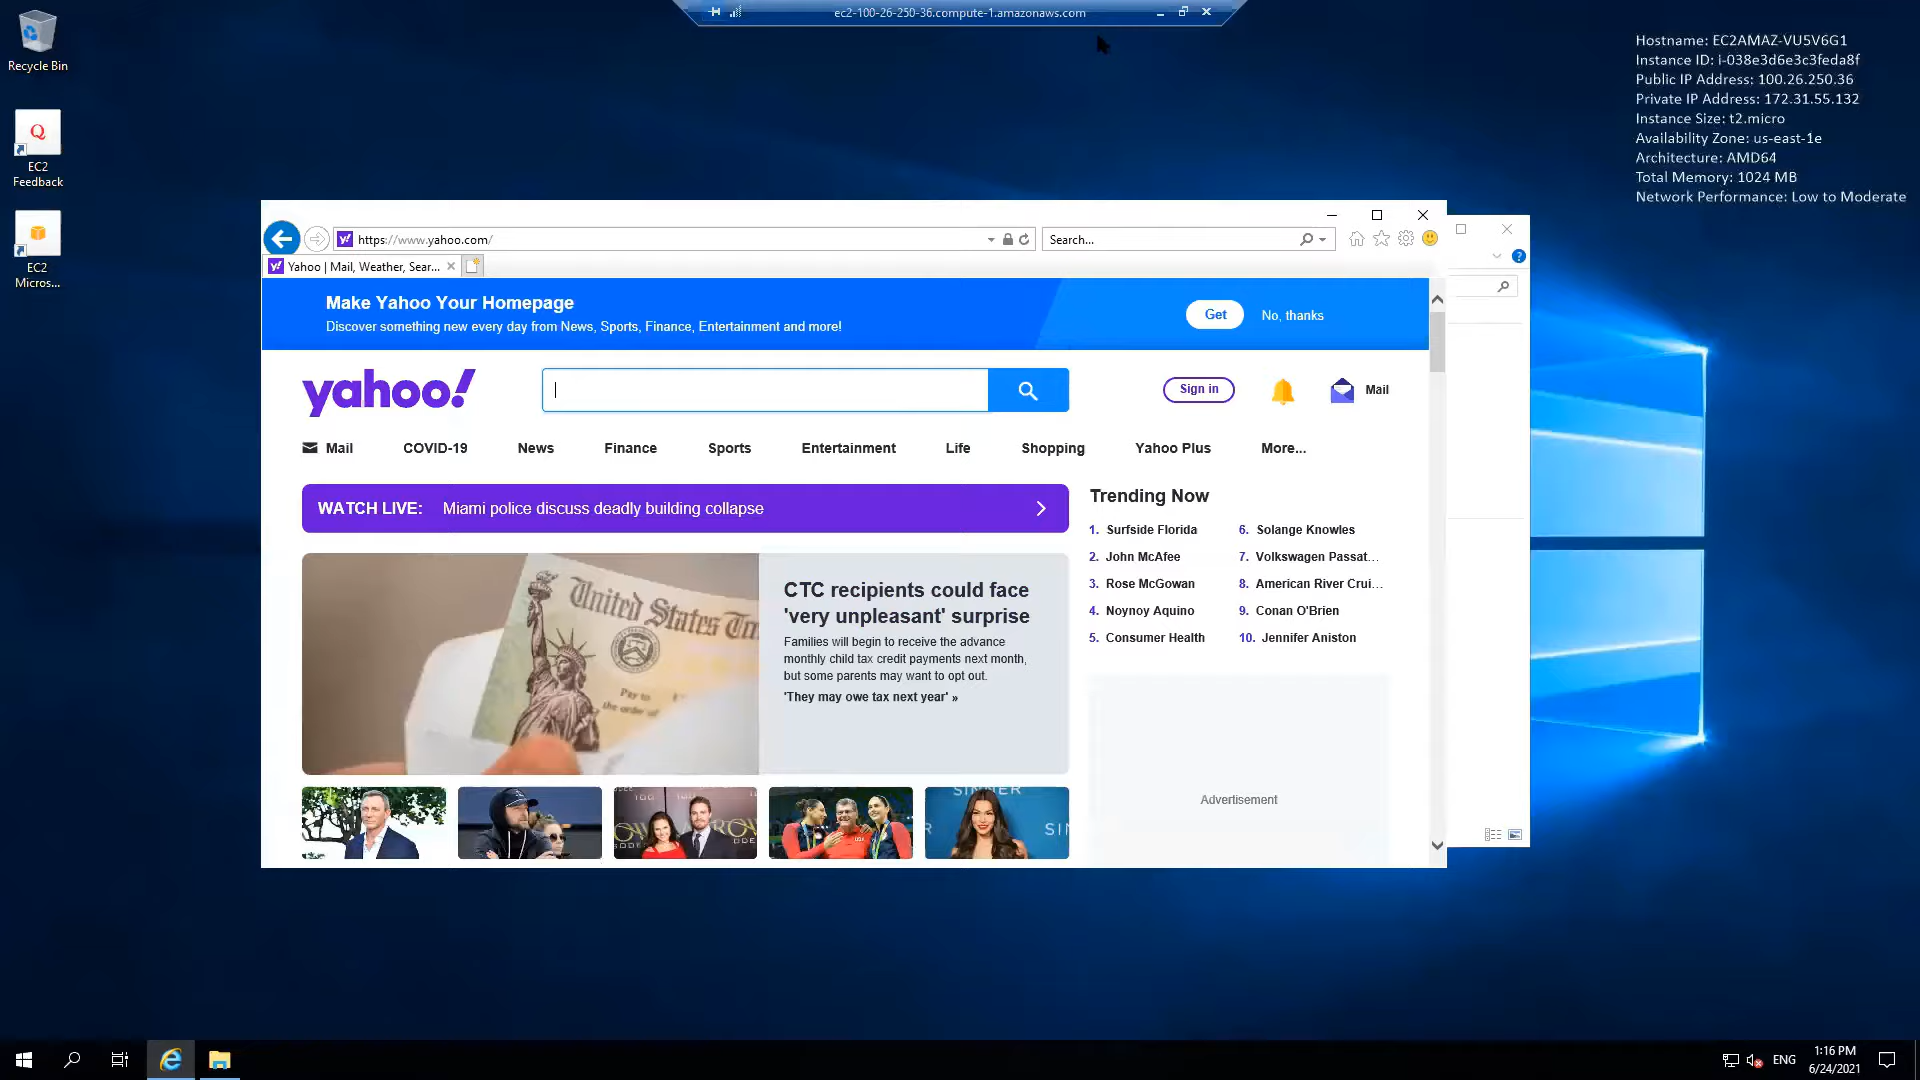 ec2-100-26-250-36.compute-1.amazonaws.com
Recycle Bin
EC2
Feedback
EC2
Micros...
Hostname: EC2AMAZ-VU5V6G1
Instance ID: i-038e3d6e3c3feda8f
Public IP Address: 100.26.250.36
Private IP Address: 172.31.55.132
Instance Size: t2.micro
Availability Zone: us-east-1e
Architecture: AMD64
Total Memory: 1024 MB
Network Performance: Low to Moderate
https://www.yahoo.com/
Search...
Yahoo | Mail, Weather, Sear...
Make Yahoo Your Homepage
Discover something new every day from News, Sports, Finance, Entertainment and more!
Get
No, thanks
yahoo!
Sign in
Mail
Mail
COVID-19
News
Finance
Sports
Entertainment
Life
Shopping
Yahoo Plus
More...
WATCH LIVE: Miami police discuss deadly building collapse
United States
Pay to
the order of
CTC recipients could face
'very unpleasant' surprise
Families will begin to receive the advance
monthly child tax credit payments next month,
but some parents may want to opt out.
'They may owe tax next year' »
Trending Now
1. Surfside Florida
2. John McAfee
3. Rose McGowan
4. Noynoy Aquino
5. Consumer Health
6. Solange Knowles
7. Volkswagen Passat...
8. American River Crui...
9. Conan O'Brien
10. Jennifer Aniston
Advertisement
SINNER
ENG
1:16 PM
6/24/2021